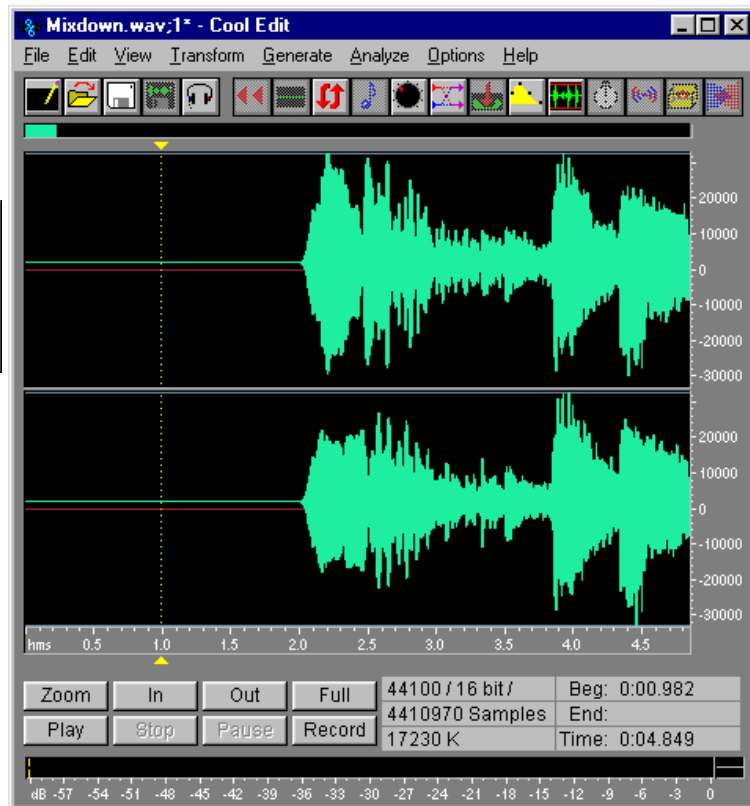 Mixdown.wav;1* - Cool Edit
File Edit View Transform Generate Analyze Options Help
20000
10000
0
-10000
-20000
-30000
20000
10000
0
-10000
-20000
-30000
hms 0.5 1.0 1.5 2.0 2.5 3.0 3.5 4.0 4.5
Zoom In Out Full 44100 / 16 bit / Beg: 0:00.982
4410970 Samples End:
Play Stop Pause Record 17230 K Time: 0:04.849
dB -57 -54 -51 -48 -45 -42 -39 -36 -33 -30 -27 -24 -21 -18 -15 -12 -9 -6 -3 0